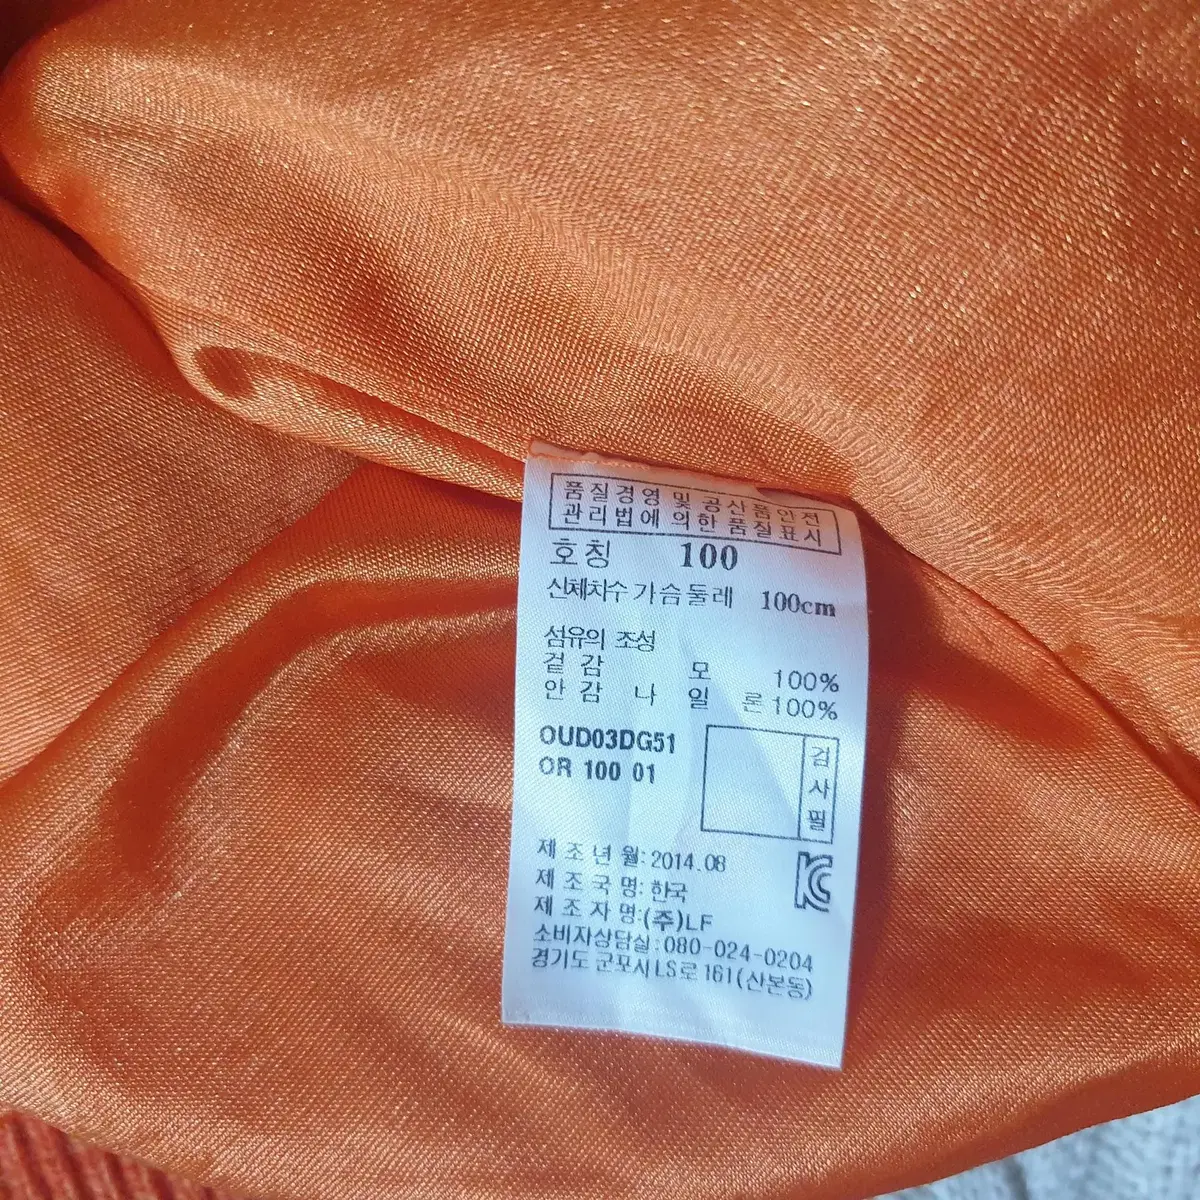 품질경영 및 공산품안전
관리법에 의한 품질표시
호칭 100
신체치수 가슴둘레 100cm
섬유의 조성
겉감 모 100%
안감 나일론 100%
OUD03DG51
OR 100 01
검사필
제조년월:2014.08
제조국명:한국
제조자명:(주)LF
소비자상담실:080-024-0204
경기도 군포시 LS로 161(산본동)